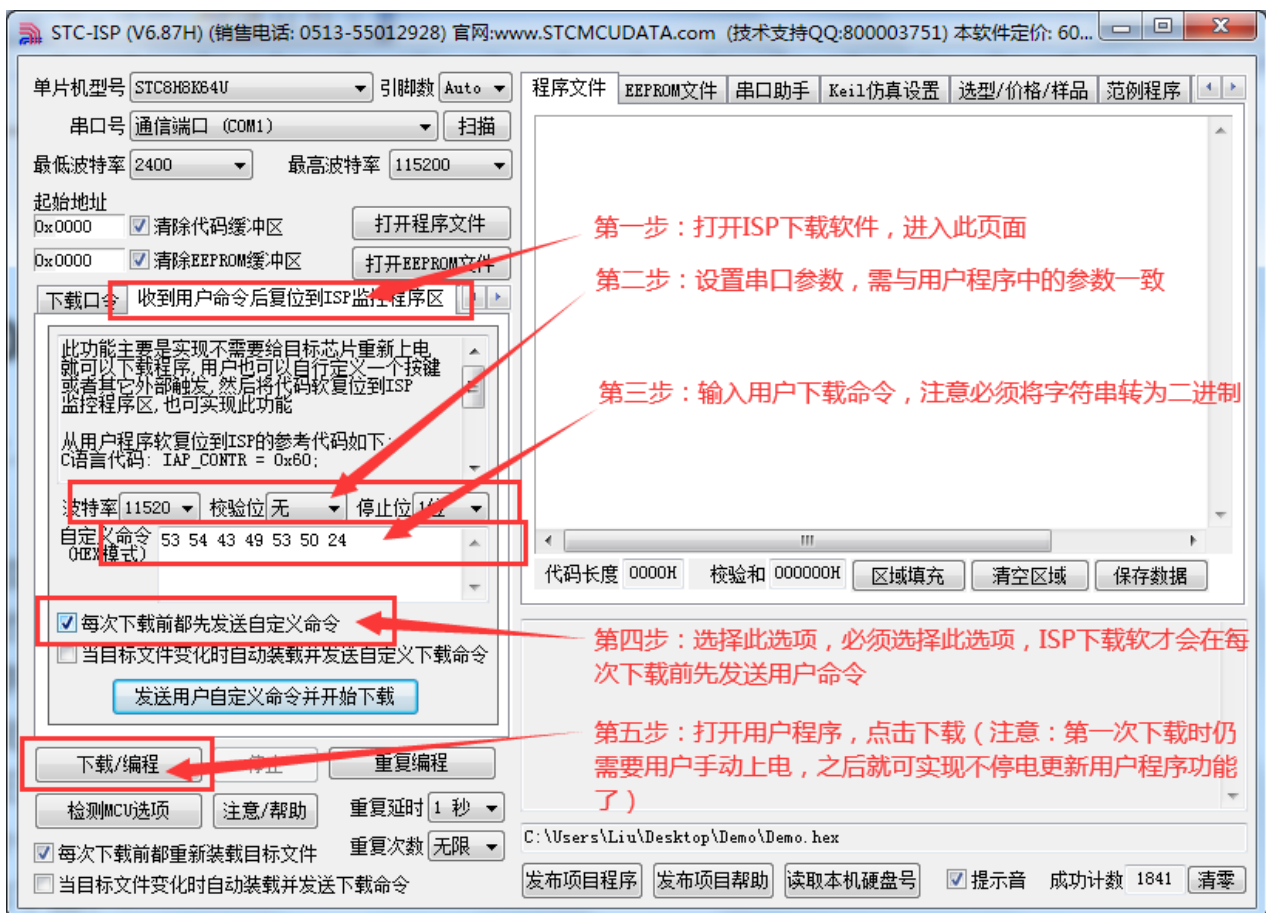 STC-ISP (V6.87H) (销售电话: 0513-55012928) 官网:www.STCMCUDATA.com (技术支持QQ:800003751) 本软件定价: 60...
单片机型号 STC8H8K64U 引脚数 Auto
串口号 通信端口 (COM1) 扫描
最低波特率 2400 最高波特率 115200
起始地址
0x0000 清除代码缓冲区 打开程序文件
0x0000 清除EEPROM缓冲区 打开EEPROM文件
下载口令 收到用户命令后复位到ISP监控程序区
此功能主要是实现不需要给目标芯片重新上电,
就可以下载程序,用户也可以自行定义一个按键
或者其它外部触发,然后将代码软复位到ISP
监控程序区,也可实现此功能
从用户程序软复位到ISP的参考代码如下:
C语言代码: IAP_CONTR = 0x60;
波特率 11520 校验位 无 停止位 1位
自定义命令 53 54 43 49 53 50 24
(HEX模式)
每次下载前都先发送自定义命令
当目标文件变化时自动装载并发送自定义下载命令
发送用户自定义命令并开始下载
下载/编程 停止 重复编程
检测MCU选项 注意/帮助 重复延时 1 秒
每次下载前都重新装载目标文件 重复次数 无限
当目标文件变化时自动装载并发送下载命令
程序文件 EEPROM文件 串口助手 Keil仿真设置 选型/价格/样品 范例程序
第一步：打开ISP下载软件，进入此页面
第二步：设置串口参数，需与用户程序中的参数一致
第三步：输入用户下载命令，注意必须将字符串转为二进制
代码长度 0000H 校验和 000000H 区域填充 清空区域 保存数据
第四步：选择此选项，必须选择此选项，ISP下载软才会在每
次下载前先发送用户命令
第五步：打开用户程序，点击下载（注意：第一次下载时仍
需要用户手动上电，之后就可实现不停电更新用户程序功能
了）
C:\Users\Liu\Desktop\Demo\Demo.hex
发布项目程序 发布项目帮助 读取本机硬盘号 提示音 成功计数 1841 清零